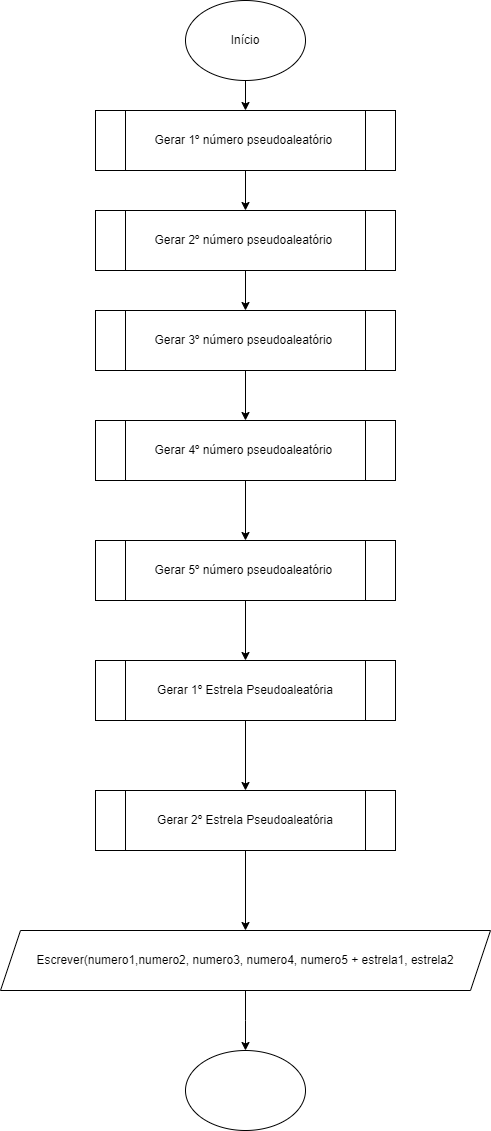 Início
Gerar 1º número pseudoaleatório
Gerar 2º número pseudoaleatório
Gerar 3º número pseudoaleatório
Gerar 4º número pseudoaleatório
Gerar 5º número pseudoaleatório
Gerar 1º Estrela Pseudoaleatória
Gerar 2º Estrela Pseudoaleatória
Escrever(numero1,numero2, numero3, numero4, numero5 + estrela1, estrela2